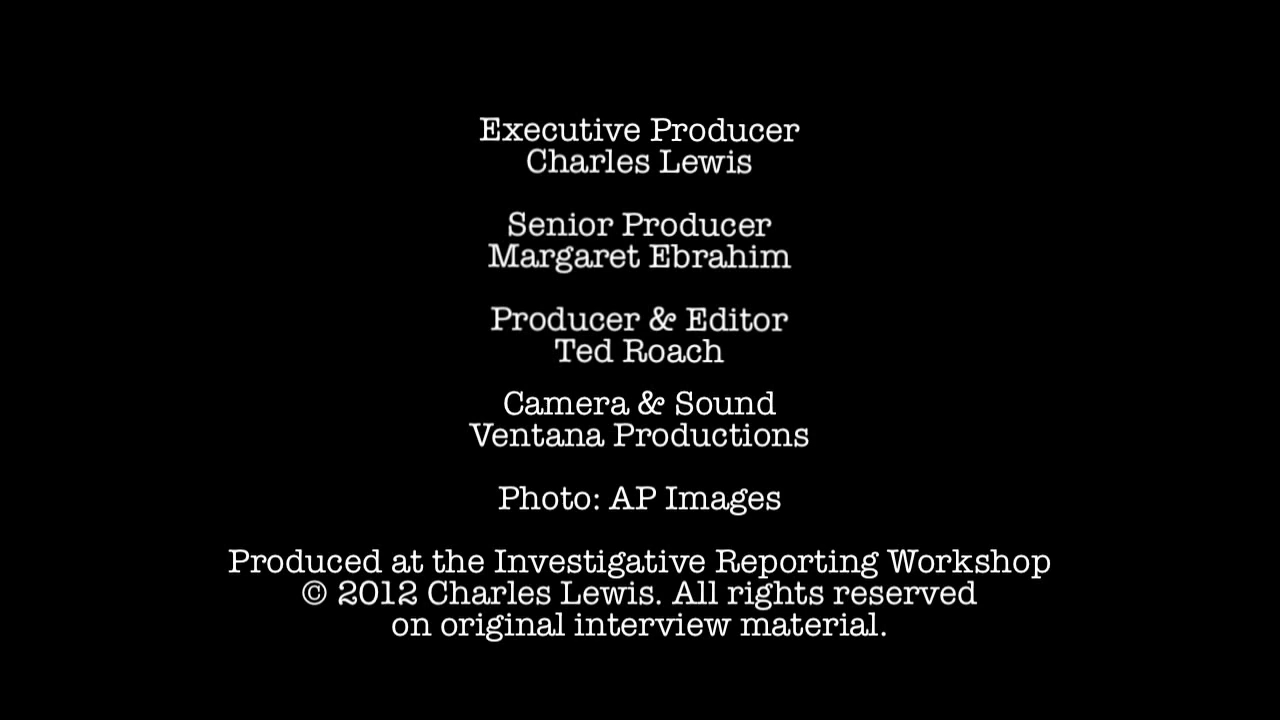 Executive Producer
Charles Lewis
Senior Producer
Margaret Ebrahim
Producer & Editor
Ted Roach
Camera & Sound
Ventana Productions
Photo: AP Images
Produced at the Investigative Reporting Workshop
© 2012 Charles Lewis. All rights reserved
on original interview material.